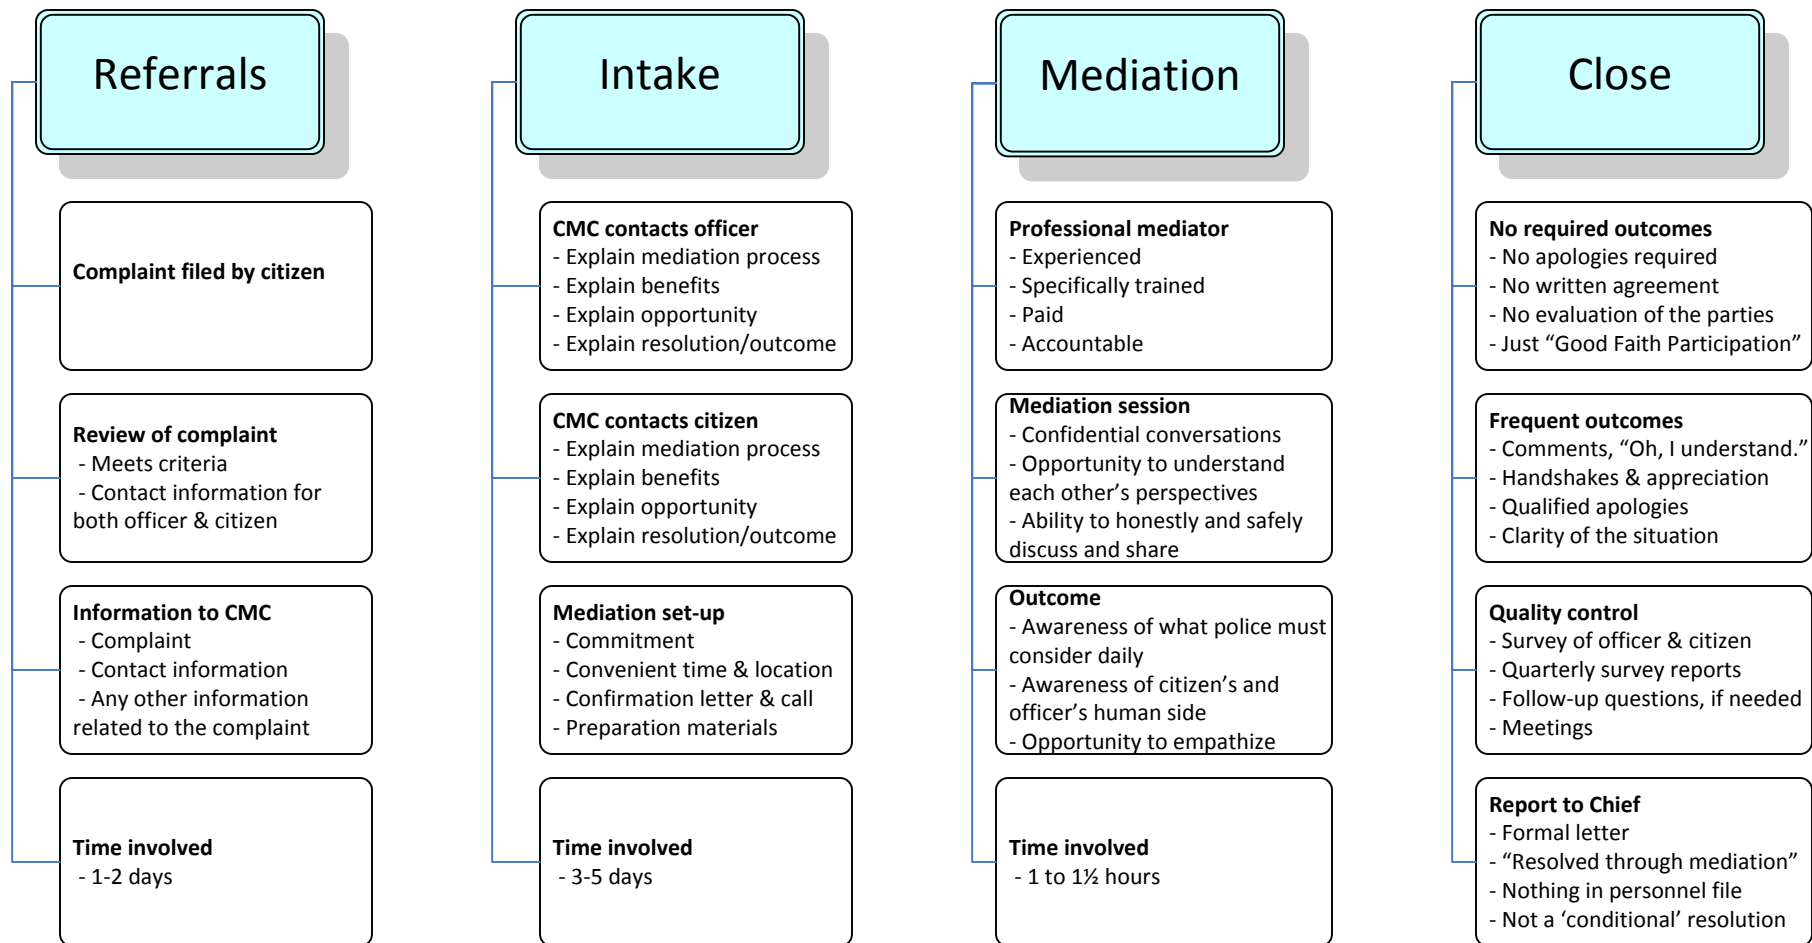 Referrals
Complaint filed by citizen
Review of complaint
- Meets criteria
- Contact information for
both officer & citizen
Information to CMC
- Complaint
- Contact information
- Any other information
related to the complaint
Time involved
- 1-2 days
Intake
CMC contacts officer
- Explain mediation process
- Explain benefits
- Explain opportunity
- Explain resolution/outcome
CMC contacts citizen
- Explain mediation process
- Explain benefits
- Explain opportunity
- Explain resolution/outcome
Mediation set-up
- Commitment
- Convenient time & location
- Confirmation letter & call
- Preparation materials
Time involved
- 3-5 days
Mediation
Professional mediator
- Experienced
- Specifically trained
- Paid
- Accountable
Mediation session
- Confidential conversations
- Opportunity to understand
each other’s perspectives
- Ability to honestly and safely
discuss and share
Outcome
- Awareness of what police must
consider daily
- Awareness of citizen’s and
officer’s human side
- Opportunity to empathize
Time involved
- 1 to 1½ hours
Close
No required outcomes
- No apologies required
- No written agreement
- No evaluation of the parties
- Just “Good Faith Participation”
Frequent outcomes
- Comments, “Oh, I understand.”
- Handshakes & appreciation
- Qualified apologies
- Clarity of the situation
Quality control
- Survey of officer & citizen
- Quarterly survey reports
- Follow-up questions, if needed
- Meetings
Report to Chief
- Formal letter
- “Resolved through mediation”
- Nothing in personnel file
- Not a ‘conditional’ resolution